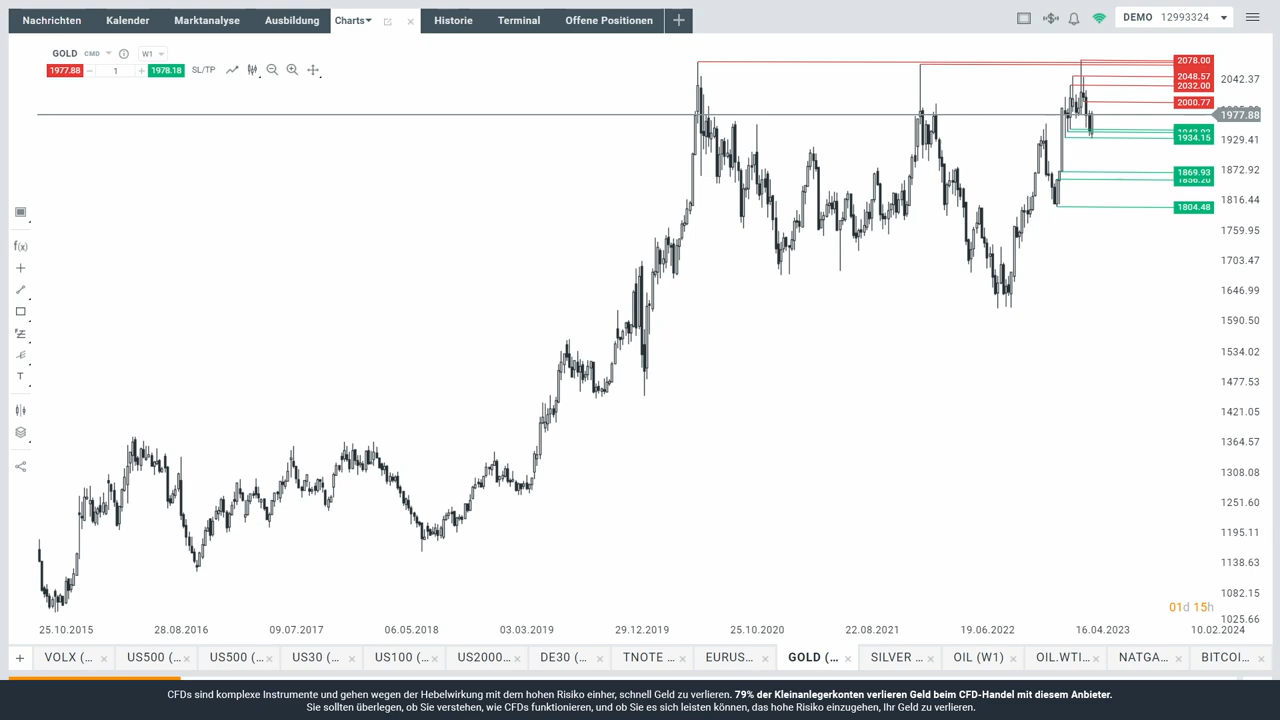 Nachrichten Kalender Marktanalyse Ausbildung Charts Historie Terminal Offene Positionen DEMO 12993324
GOLD CMD W1
1977.88 1 1978.18 SL/TP
2078.00
2048.57
2032.00
2000.77
1977.88
1934.15
1869.93
1804.48
2042.37
1929.41
1872.92
1816.44
1759.95
1703.47
1646.99
1590.50
1534.02
1477.53
1421.05
1364.57
1308.08
1251.60
1195.11
1138.63
1082.15
1025.66
f(x)
T
01d 15h
25.10.2015 28.08.2016 09.07.2017 06.05.2018 03.03.2019 29.12.2019 25.10.2020 22.08.2021 19.06.2022 16.04.2023 10.02.2024
VOLX (... US500 (... US500 (... US30 (... US100 (... US2000... DE30 (... TNOTE ... EURUS... GOLD (... SILVER ... OIL (W1) OIL.WTI... NATGA... BITCOI...
CFDs sind komplexe Instrumente und gehen wegen der Hebelwirkung mit dem hohen Risiko einher, schnell Geld zu verlieren. 79% der Kleinanlegerkonten verlieren Geld beim CFD-Handel mit diesem Anbieter.
Sie sollten überlegen, ob Sie verstehen, wie CFDs funktionieren, und ob Sie es sich leisten können, das hohe Risiko einzugehen, Ihr Geld zu verlieren.